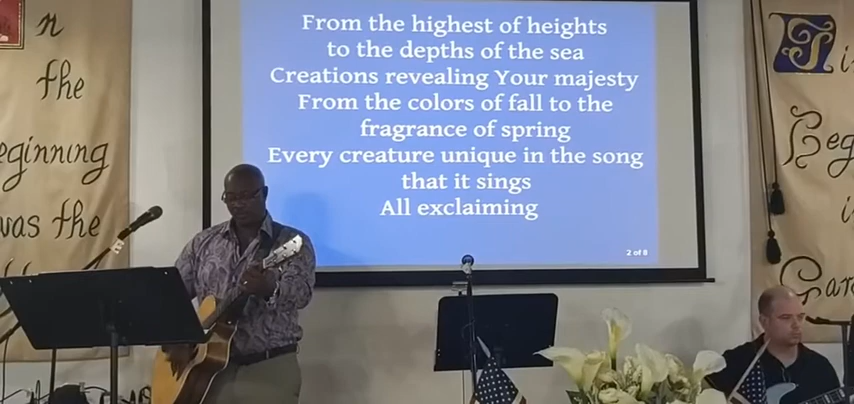 n
the
eginning
was the
From the highest of heights
to the depths of the sea
Creations revealing Your majesty
From the colors of fall to the
fragrance of spring
Every creature unique in the song
that it sings
All exclaiming
2 of 8
Beg